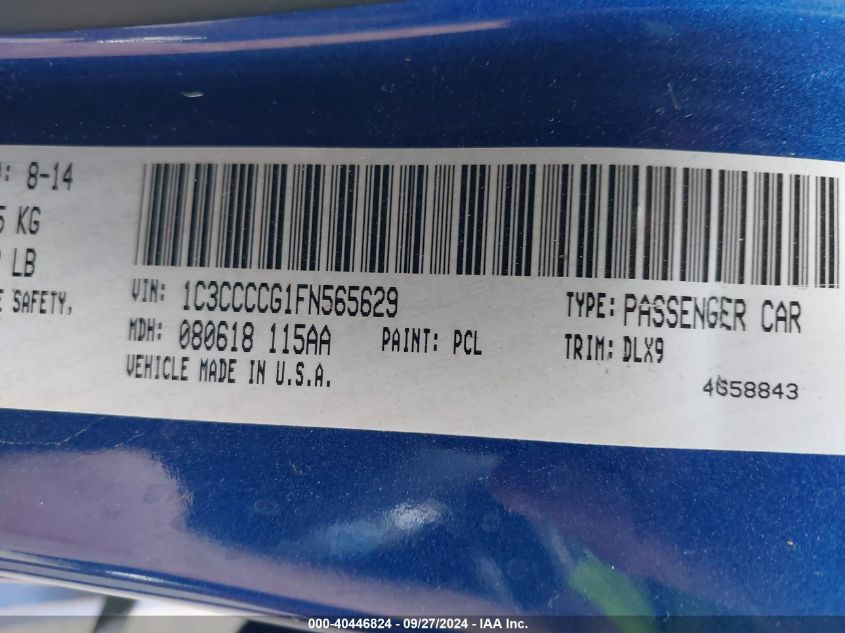 : 8-14
KG
LB
SAFETY,
VIN: 1C3CCCCG1FN565629 TYPE: PASSENGER CAR
MDH: 080618 115AA PAINT: PCL TRIM: DLX9
VEHICLE MADE IN U.S.A.
4658843
000-40446824 / 09/27/2024 - IAA Inc.